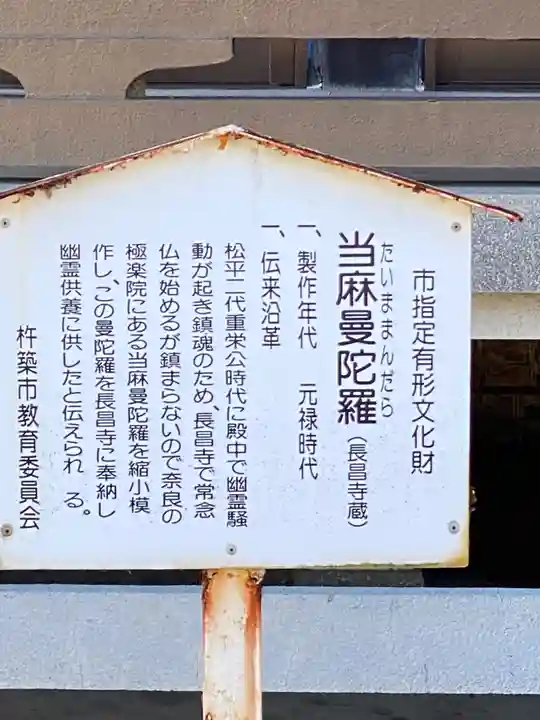 市指定有形文化財
たいままんだら
当麻曼陀羅(長昌寺蔵)
一、製作年代 元禄時代
一、伝来沿革
松平二代重栄公時代に殿中で幽霊騒
動が起き鎮魂のため、長昌寺で常念
仏を始めるが鎮まらないので奈良の
極楽院にある当麻曼陀羅を縮小模
作し、この曼陀羅を長昌寺に奉納し
幽霊供養に供したと伝えられ る。
杵築市教育委員会